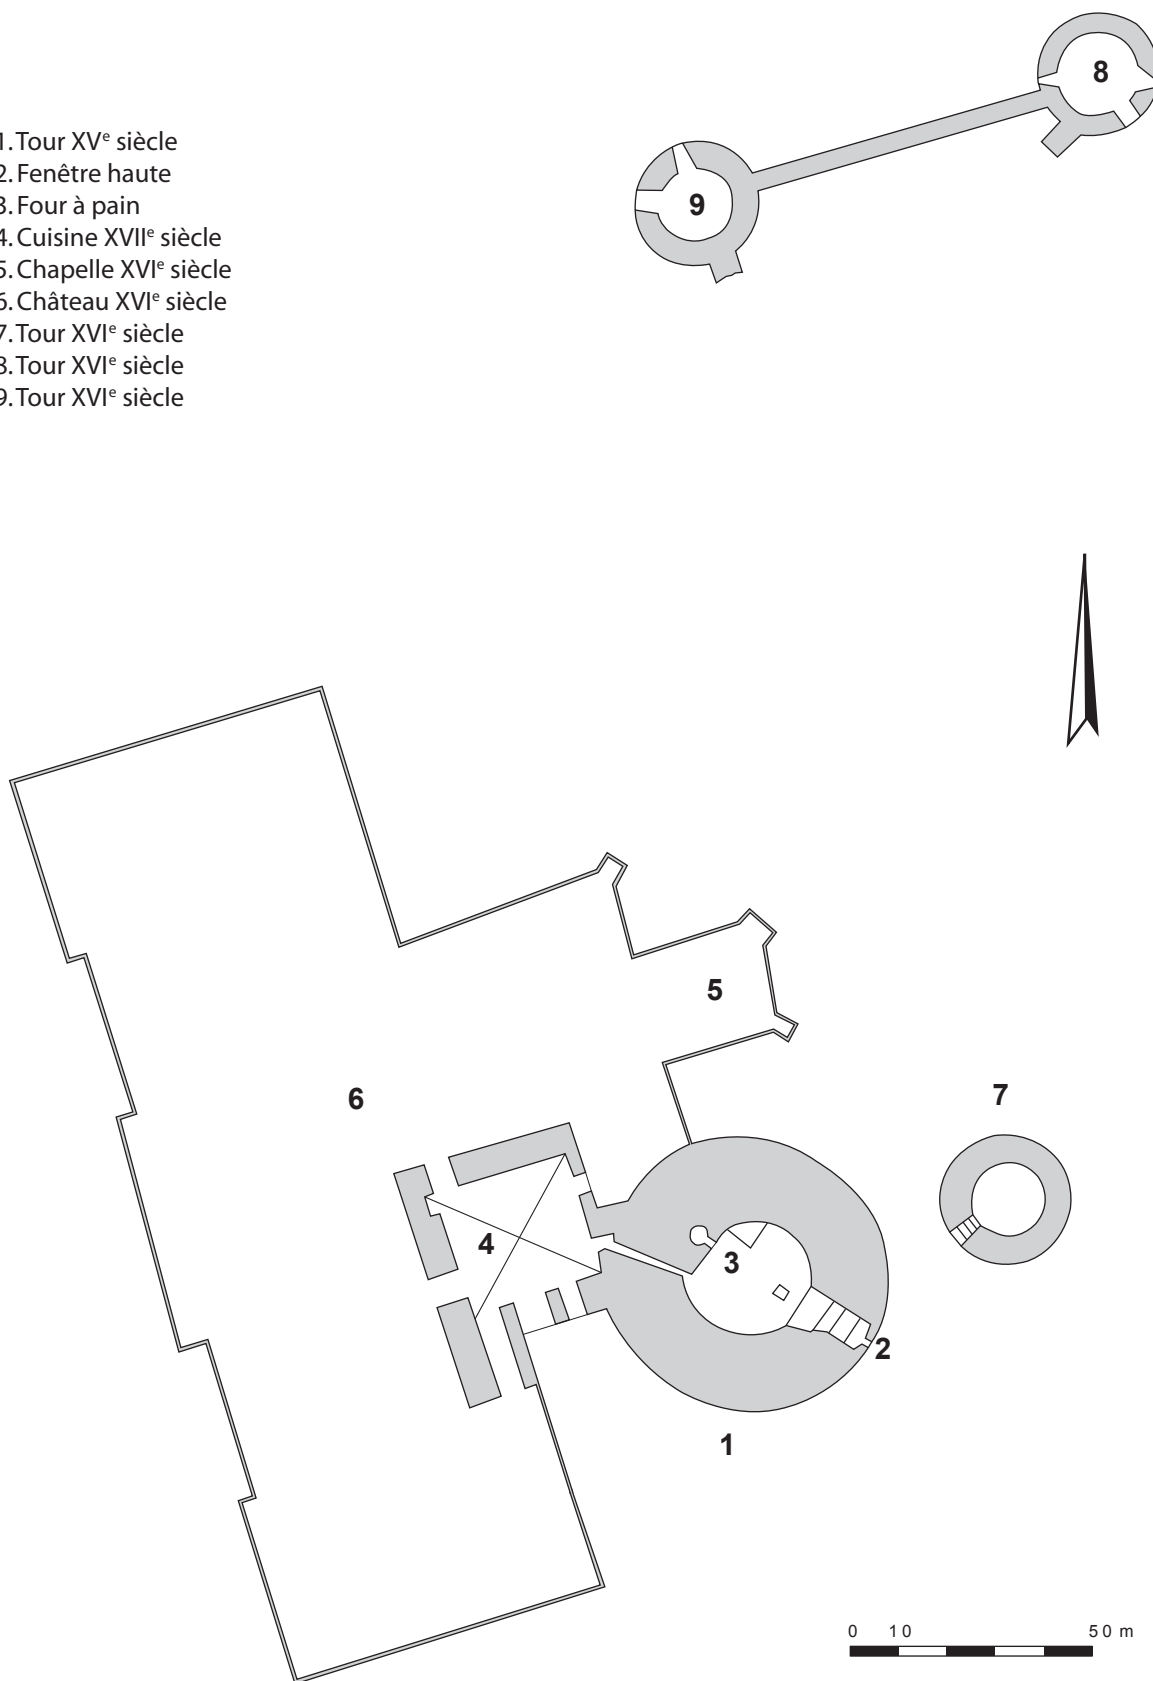 1. Tour XVe siècle
2. Fenêtre haute
3. Four à pain
4. Cuisine XVIIe siècle
5. Chapelle XVIe siècle
6. Château XVIe siècle
7. Tour XVIe siècle
8. Tour XVIe siècle
9. Tour XVIe siècle
8
9
5
6
7
4
3
2
1
0 10 50 m